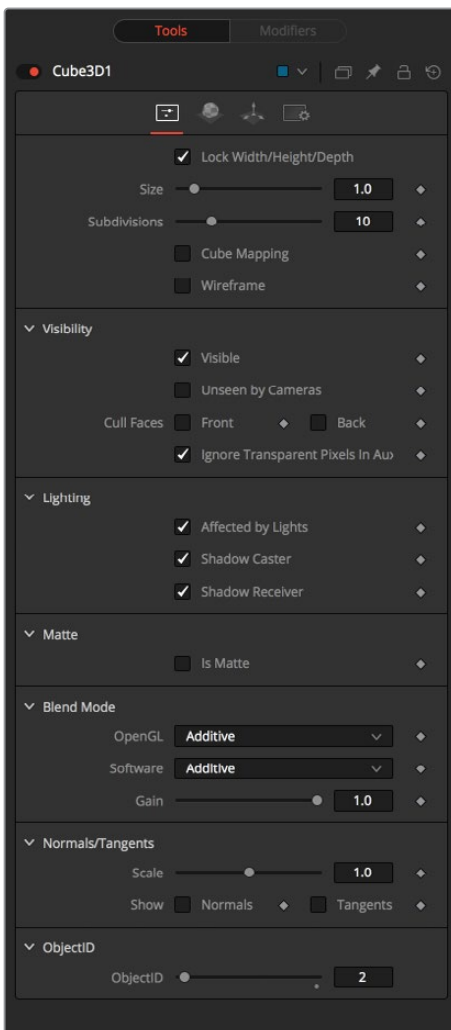 Tools Modifiers
Cube3D1
Lock Width/Height/Depth
Size 1.0
Subdivisions 10
Cube Mapping
Wireframe
Visibility
Visible
Unseen by Cameras
Cull Faces Front Back
Ignore Transparent Pixels In Aux
Lighting
Affected by Lights
Shadow Caster
Shadow Receiver
Matte
Is Matte
Blend Mode
OpenGL Additive
Software Additive
Gain 1.0
Normals/Tangents
Scale 1.0
Show Normals Tangents
ObjectID
ObjectID 2